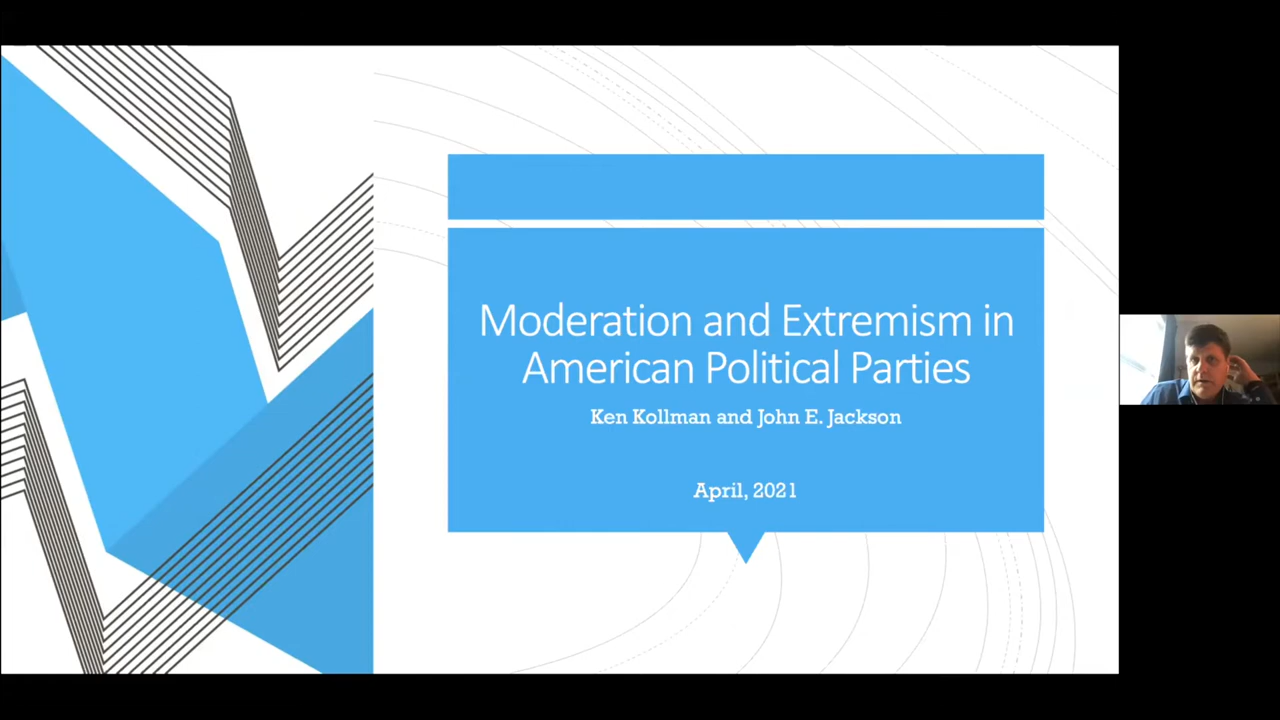 Moderation and Extremism in
American Political Parties
Ken Kollman and John E. Jackson
April, 2021